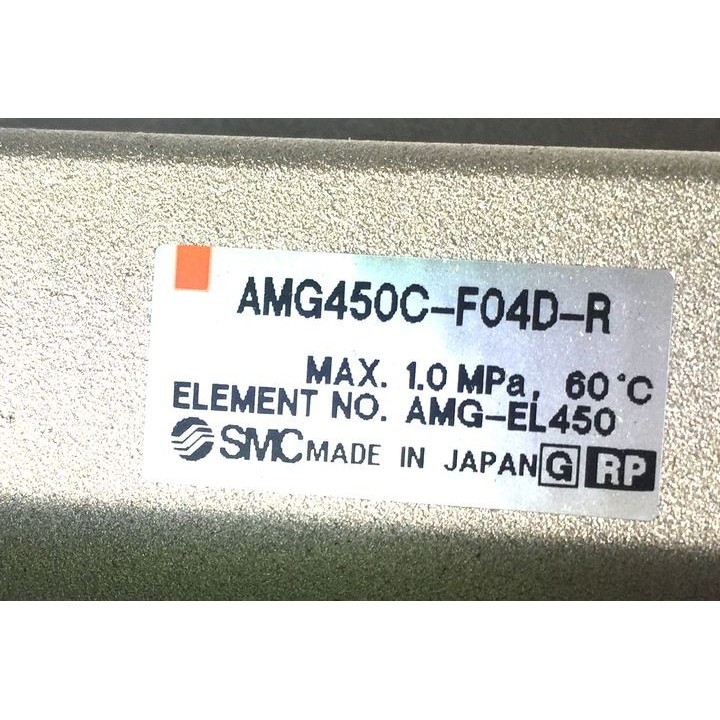 AMG450C-F04D-R
MAX. 1.0 MPa, 60°C
ELEMENT NO. AMG-EL450
SMC MADE IN JAPAN G RP